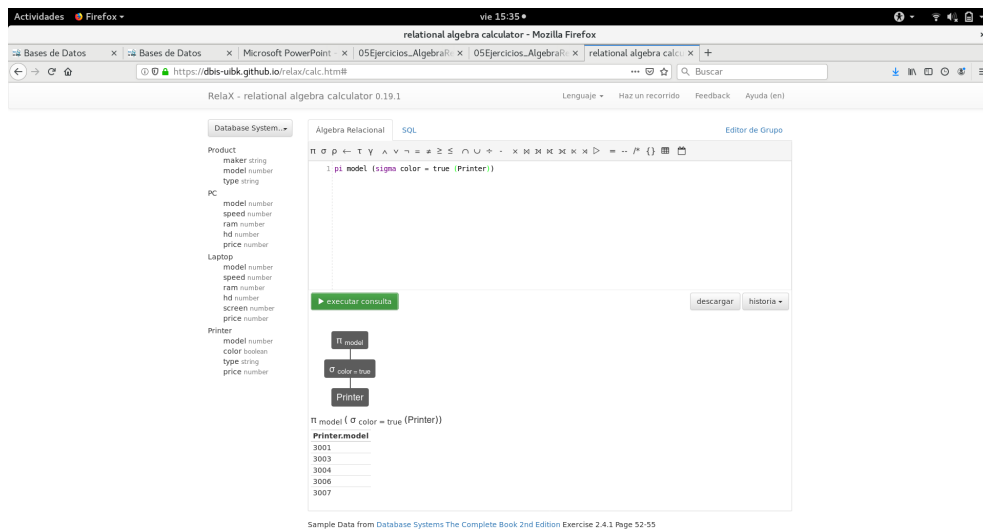 Actividades Firefox ▾ vie 15:35 ●
relational algebra calculator - Mozilla Firefox
Bases de Datos × Bases de Datos × Microsoft PowerPoint - × 05Ejercicios_AlgebraRe × 05Ejercicios_AlgebraRe × relational algebra calcu × +
https://dbis-uibk.github.io/relax/calc.htm# ··· Buscar
RelaX - relational algebra calculator 0.19.1 Lenguaje ▾ Haz un recorrido Feedback Ayuda (en)
Database System... ▾
Product
maker string
model number
type string
PC
model number
speed number
ram number
hd number
price number
Laptop
model number
speed number
ram number
hd number
screen number
price number
Printer
model number
color boolean
type string
price number
Álgebra Relacional SQL Editor de Grupo
π σ ρ ← τ γ ∧ ∨ ¬ = ≠ ≥ ≤ ∩ ∪ ÷ - × ⨝ ⟕ ⟖ ⟗ ⋉ ⋊ ▷ = -- /* {}
1 pi model (sigma color = true (Printer))
▶ executar consulta descargar historia ▾
π model
σ color = true
Printer
π model ( σ color = true (Printer))
Printer.model
3001
3003
3004
3006
3007
Sample Data from Database Systems The Complete Book 2nd Edition Exercise 2.4.1 Page 52-55